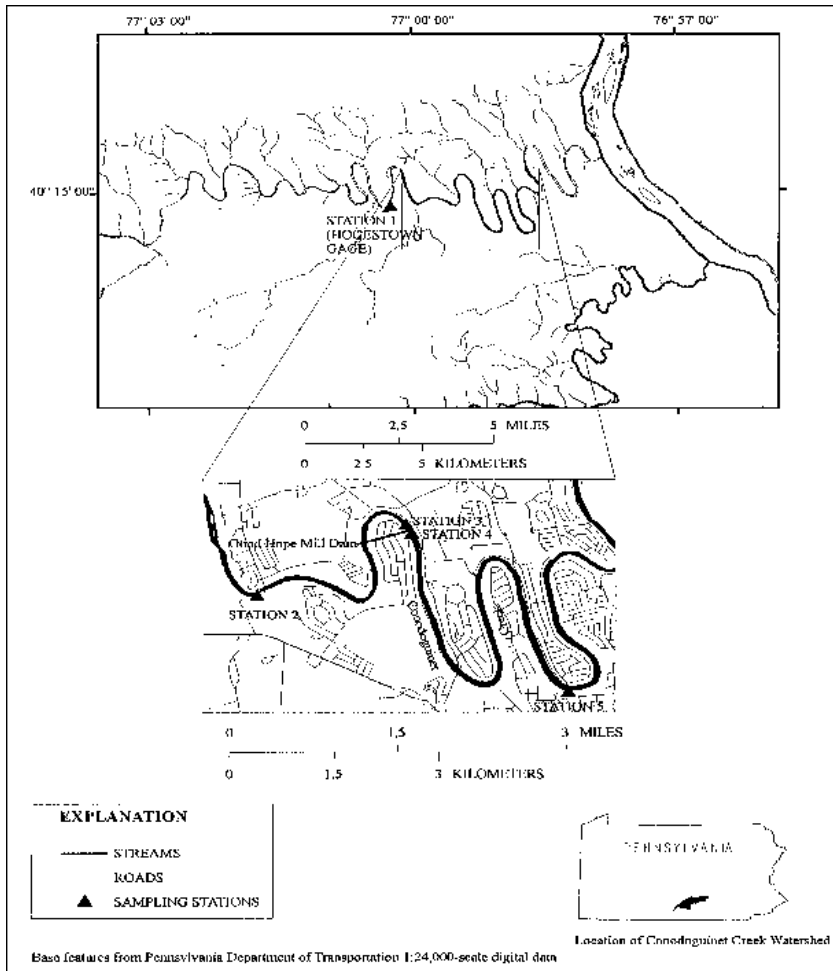 77° 03' 00"
77° 00' 00"
76° 57' 00"
40° 15' 00"
STATION 1
(HOGESTOWN
GAGE)
0 2.5 5 MILES
0 2.5 5 KILOMETERS
STATION 3
Good Hope Mill Dam
STATION 4
STATION 2
Conodoguinet
STATION 5
0 1.5 3 MILES
0 1.5 3 KILOMETERS
EXPLANATION
STREAMS
ROADS
SAMPLING STATIONS
PENNSYLVANIA
Location of Conodoguinet Creek Watershed
Base features from Pennsylvania Department of Transportation 1:24,000-scale digital data